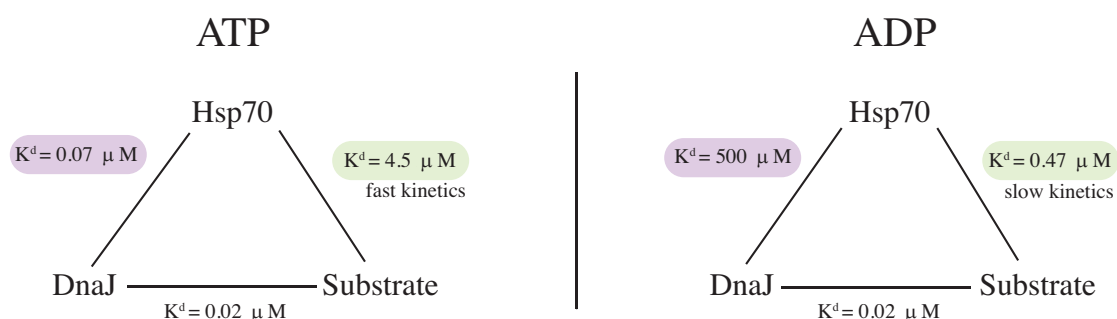 ATP
Hsp70
Kᵈ = 0.07 μ M
Kᵈ = 4.5 μ M
fast kinetics
DnaJ
Substrate
Kᵈ = 0.02 μ M
ADP
Hsp70
Kᵈ = 500 μ M
Kᵈ = 0.47 μ M
slow kinetics
DnaJ
Substrate
Kᵈ = 0.02 μ M